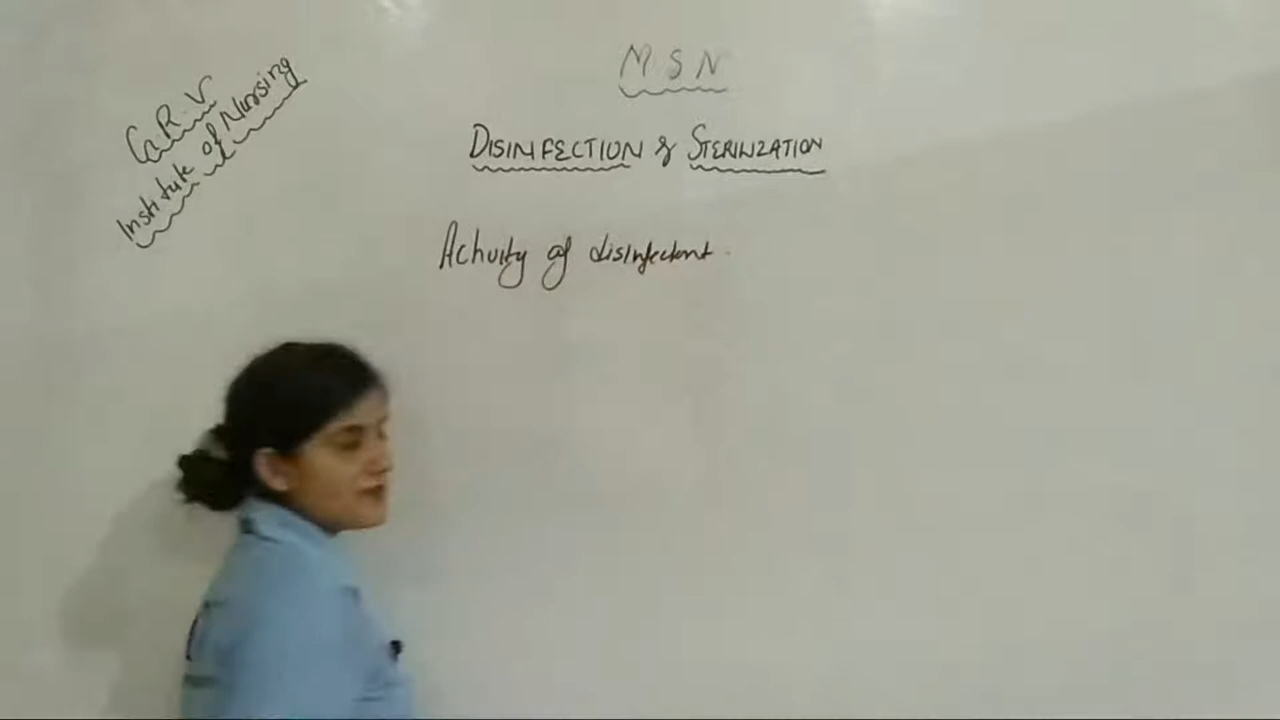 G.R.V
Institute of Nursing
MSN
DISINFECTION & STERILIZATION
Activity of disinfectant.